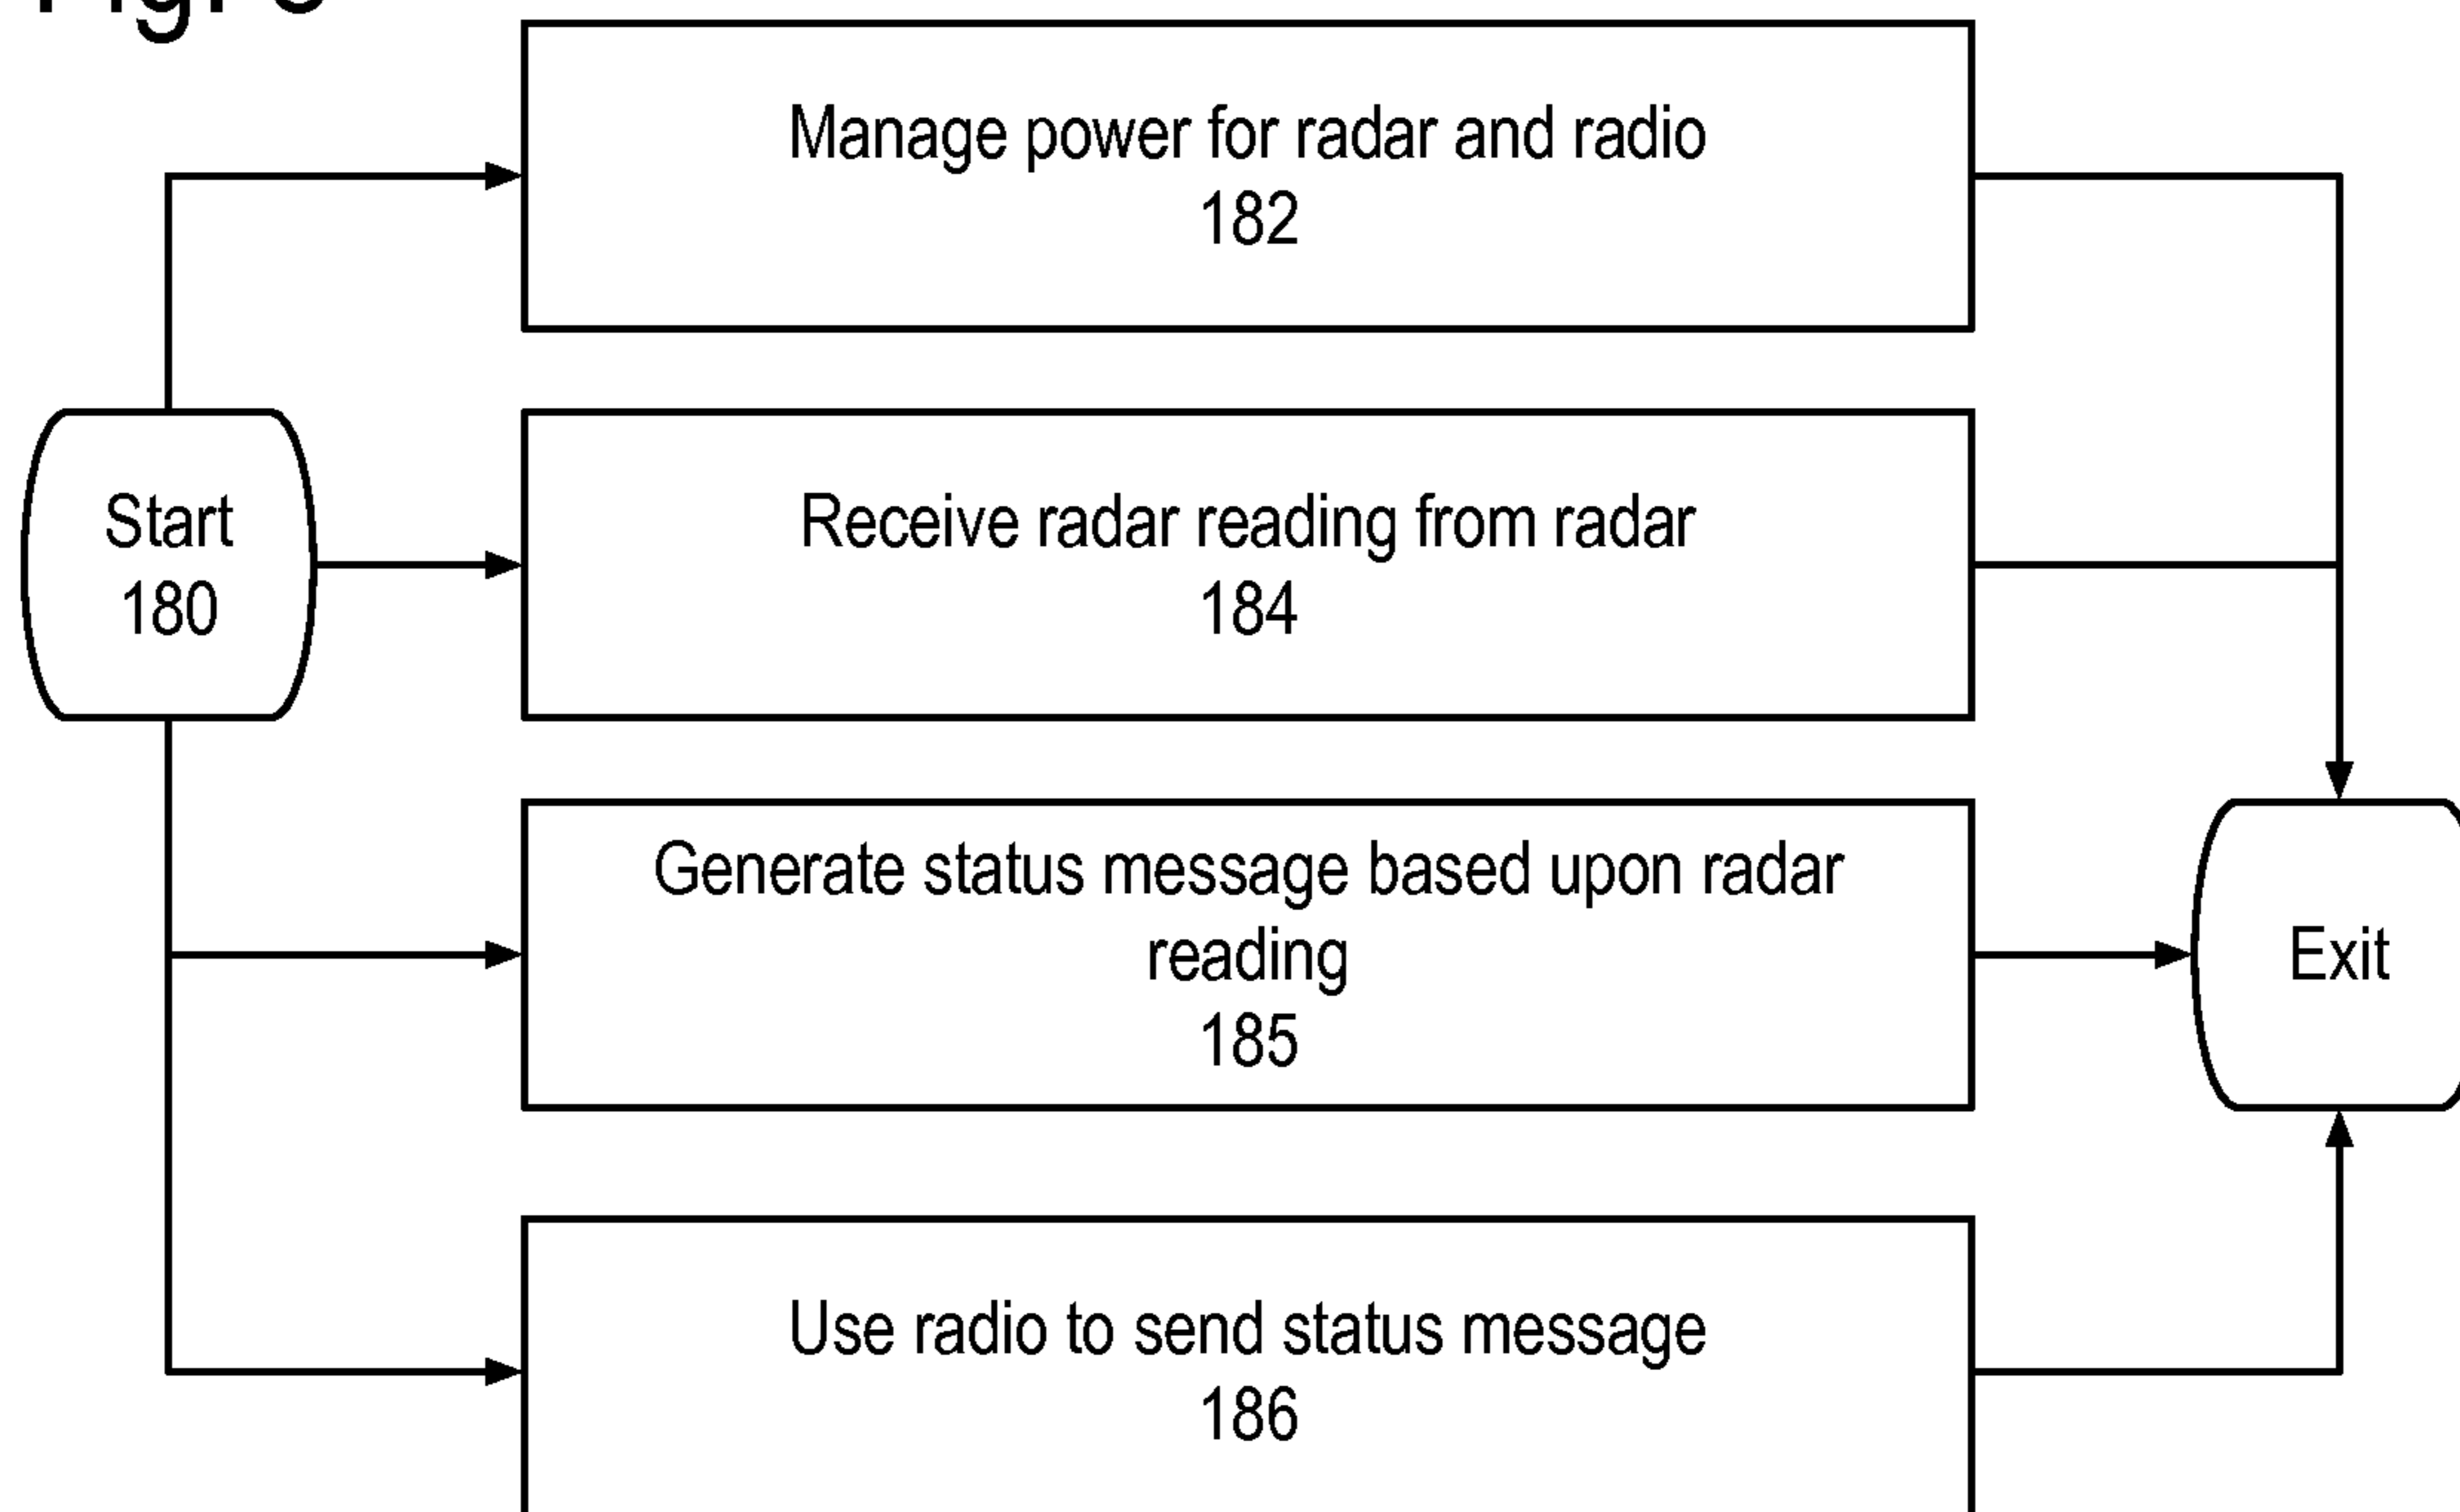 Manage power for radar and radio
182
Start
180
Receive radar reading from radar
184
Generate status message based upon radar
reading
185
Exit
Use radio to send status message
186